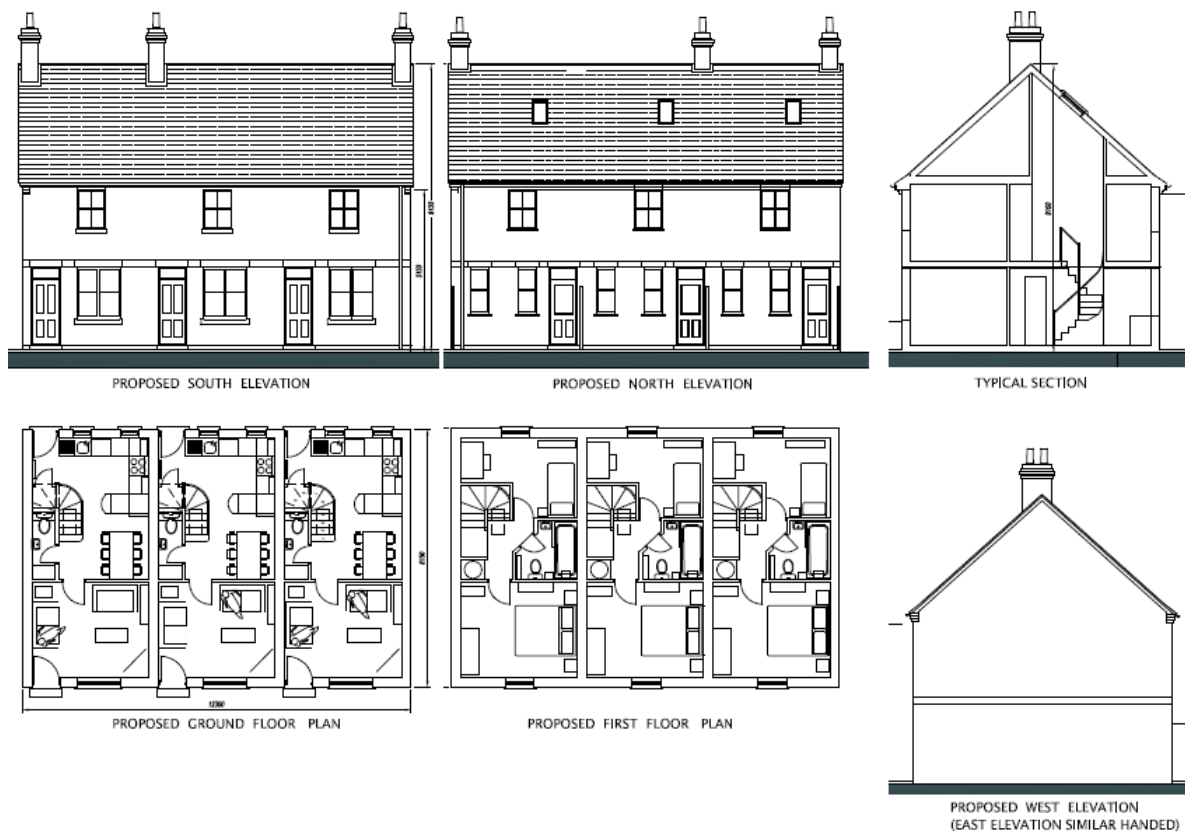 PROPOSED SOUTH ELEVATION
PROPOSED NORTH ELEVATION
TYPICAL SECTION
PROPOSED GROUND FLOOR PLAN
PROPOSED FIRST FLOOR PLAN
PROPOSED WEST ELEVATION
(EAST ELEVATION SIMILAR HANDED)